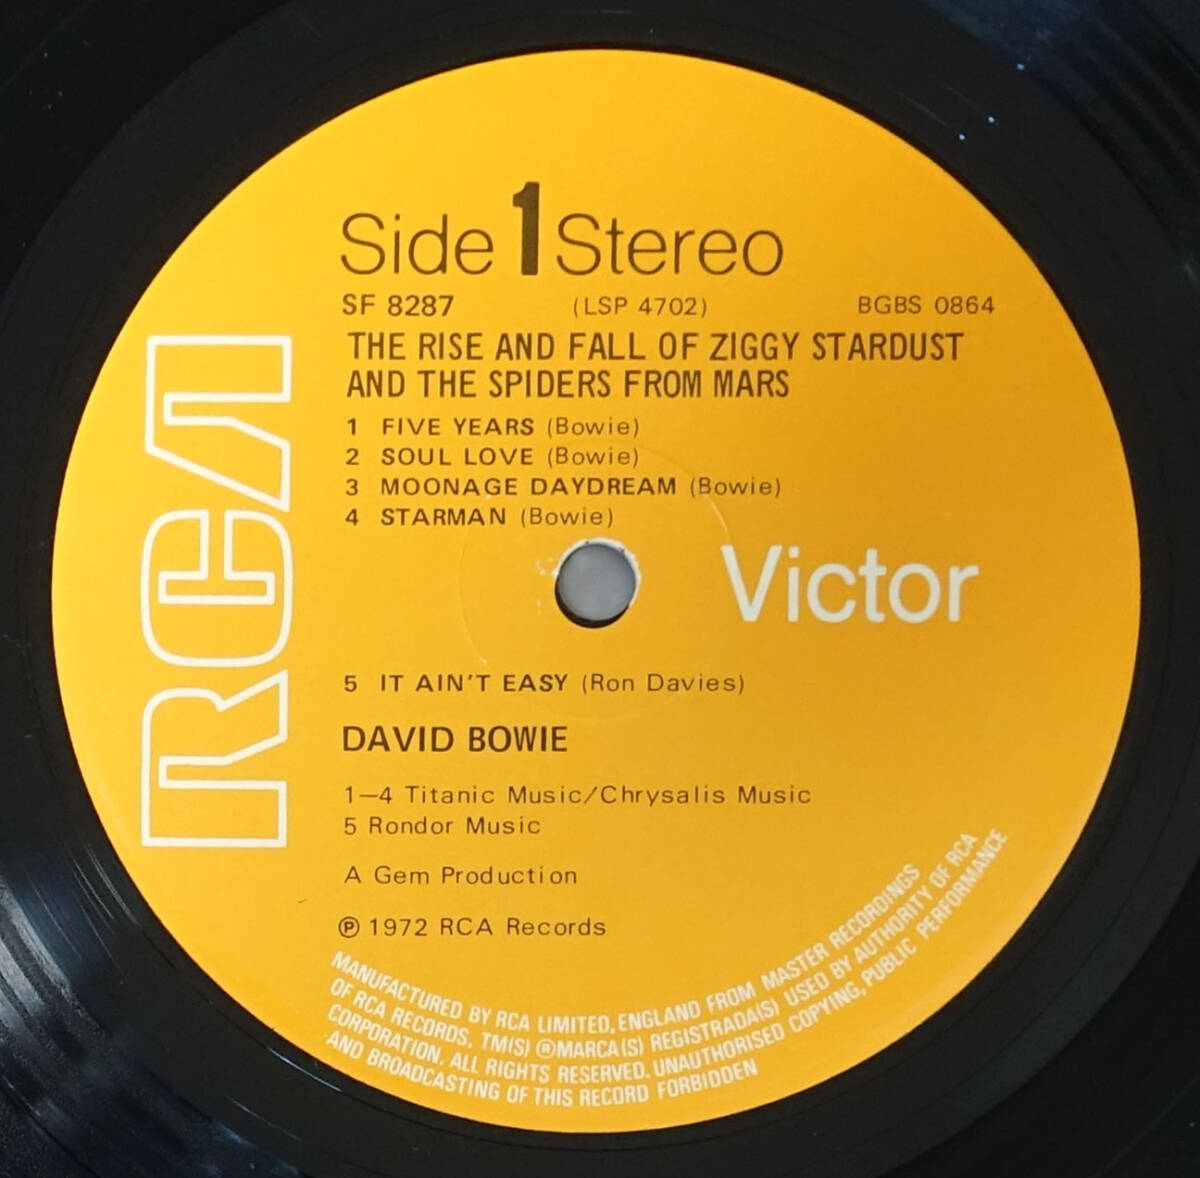 Side 1 Stereo
SF 8287 (LSP 4702) BGBS 0864
THE RISE AND FALL OF ZIGGY STARDUST
AND THE SPIDERS FROM MARS
1 FIVE YEARS (Bowie)
2 SOUL LOVE (Bowie)
3 MOONAGE DAYDREAM (Bowie)
4 STARMAN (Bowie)
RCA
Victor
5 IT AIN'T EASY (Ron Davies)
DAVID BOWIE
1—4 Titanic Music/Chrysalis Music
5 Rondor Music
A Gem Production
℗ 1972 RCA Records
MANUFACTURED BY RCA LIMITED, ENGLAND FROM MASTER RECORDINGS
OF RCA RECORDS. TM(S) ® MARCA(S) REGISTRADA(S) USED BY AUTHORITY OF RCA
CORPORATION. ALL RIGHTS RESERVED. UNAUTHORISED COPYING, PUBLIC PERFORMANCE
AND BROADCASTING OF THIS RECORD FORBIDDEN